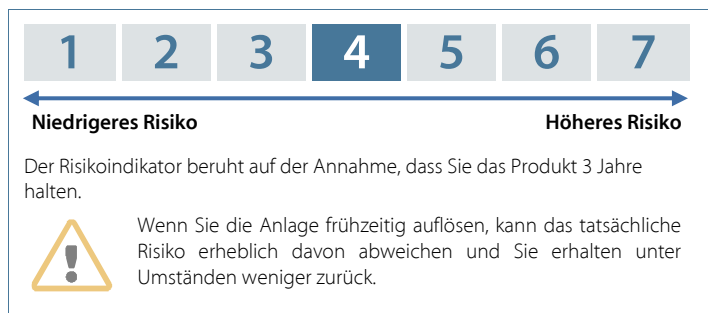 1 2 3 4 5 6 7
Niedrigeres Risiko Höheres Risiko
Der Risikoindikator beruht auf der Annahme, dass Sie das Produkt 3 Jahre
halten.
Wenn Sie die Anlage frühzeitig auflösen, kann das tatsächliche
Risiko erheblich davon abweichen und Sie erhalten unter
Umständen weniger zurück.